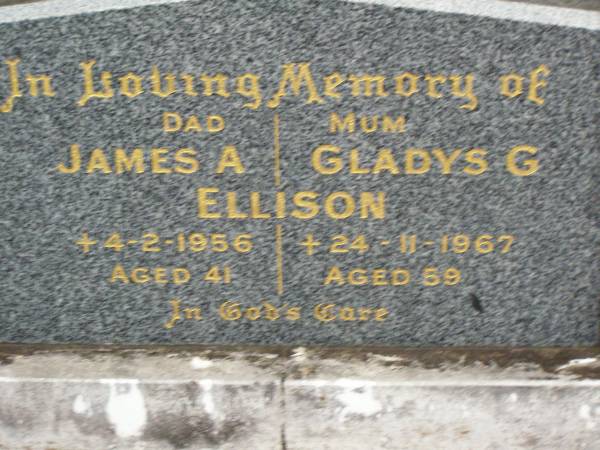 In Loving Memory of
DAD MUM
JAMES A GLADYS G
ELLISON
+ 4-2-1956 + 24-11-1967
AGED 41 AGED 59
In God's Care